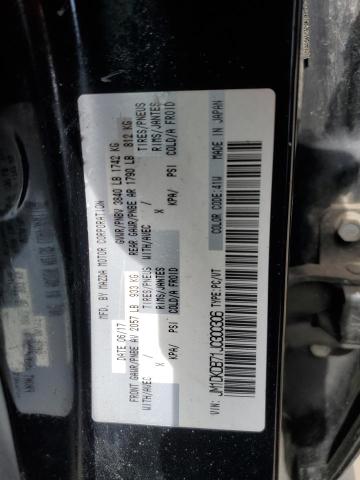 MFD. BY MAZDA MOTOR CORPORATION
DATE 06/17 GVWR/PNBV 3840 LB 1742 KG
FRONT GAWR/PNBE AV 2057 LB 933 KG REAR GAWR/PNBE AR 1790 LB 812 KG
WITH/AVEC TIRES/PNEUS WITH/AVEC TIRES/PNEUS
X RIMS/JANTES X RIMS/JANTES
KPA/ PSI COLD/A FROID KPA/ PSI COLD/A FROID
VIN: TYPE:PC/VT COLOR CODE:41W MADE IN JAPAN